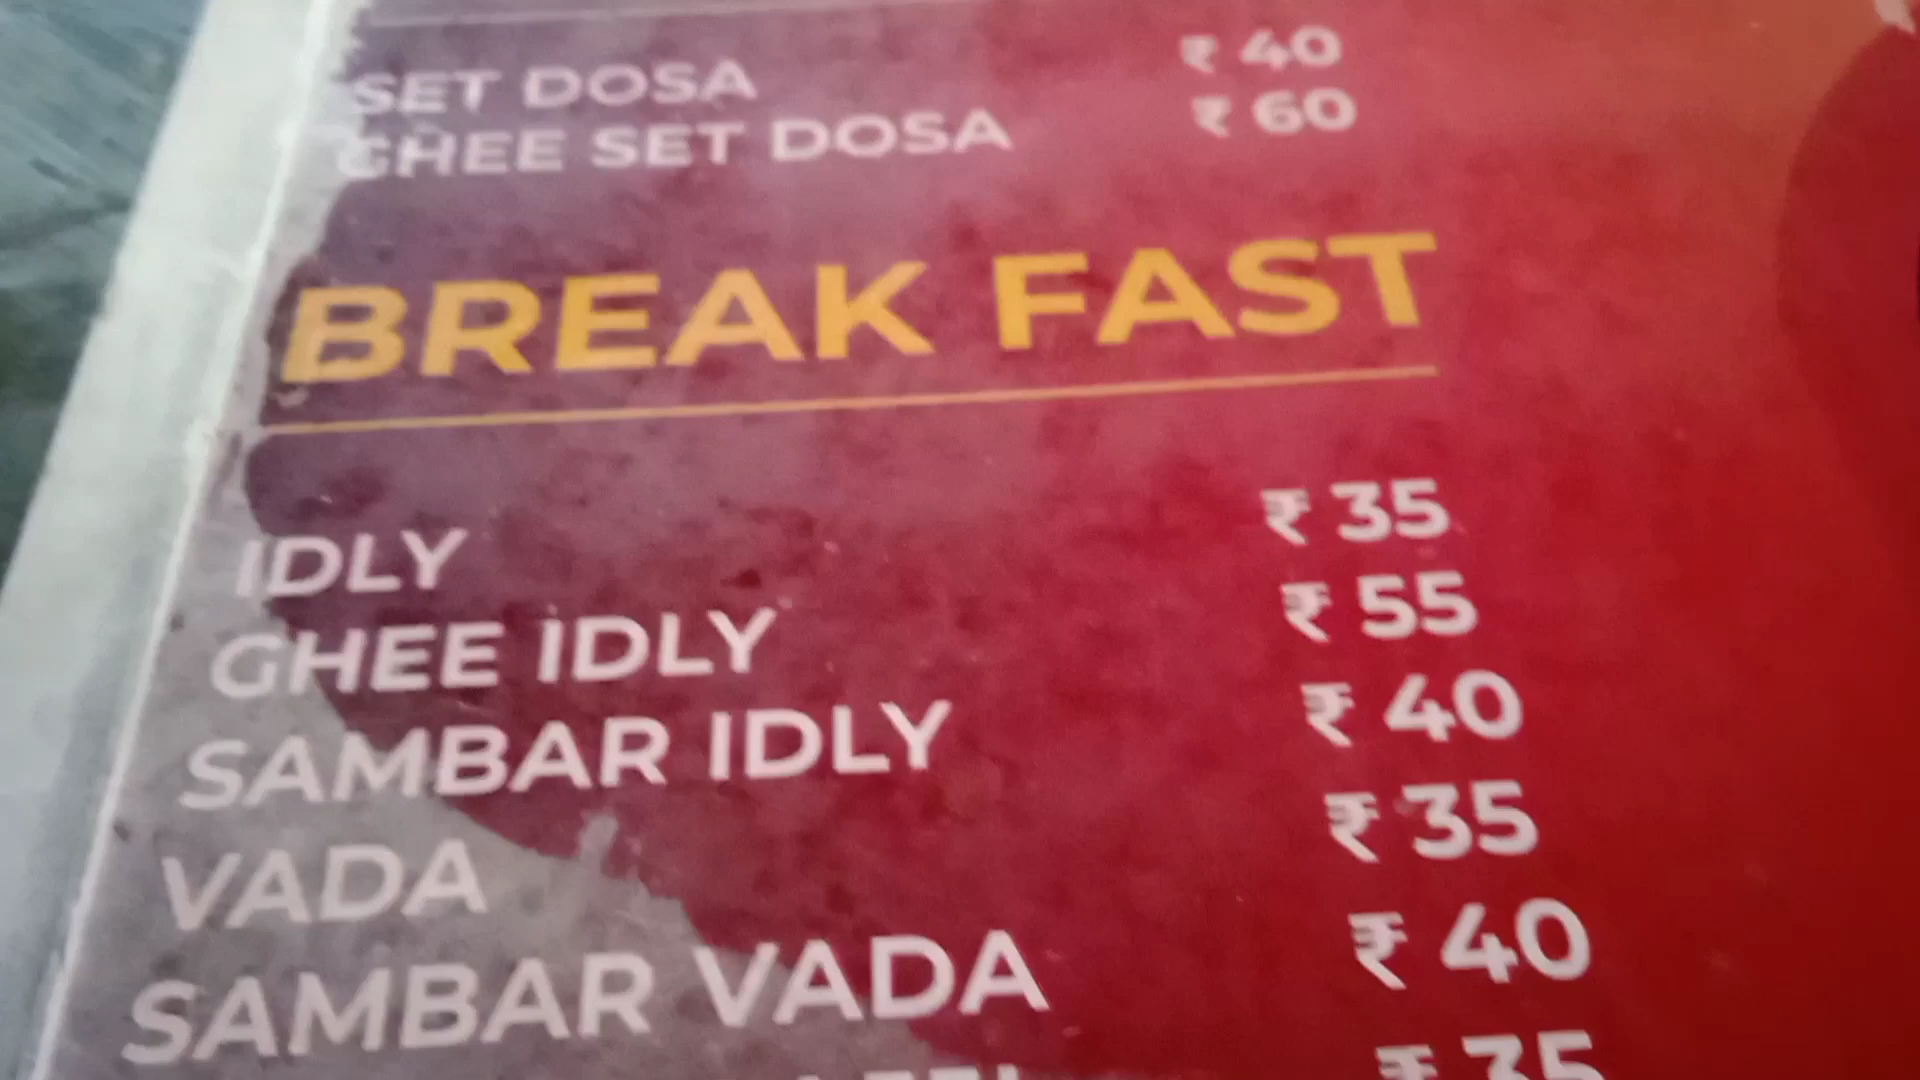 SET DOSA ₹ 40
GHEE SET DOSA ₹ 60
BREAK FAST
IDLY ₹ 35
GHEE IDLY ₹ 55
SAMBAR IDLY ₹ 40
VADA ₹ 35
SAMBAR VADA ₹ 40
₹ 35